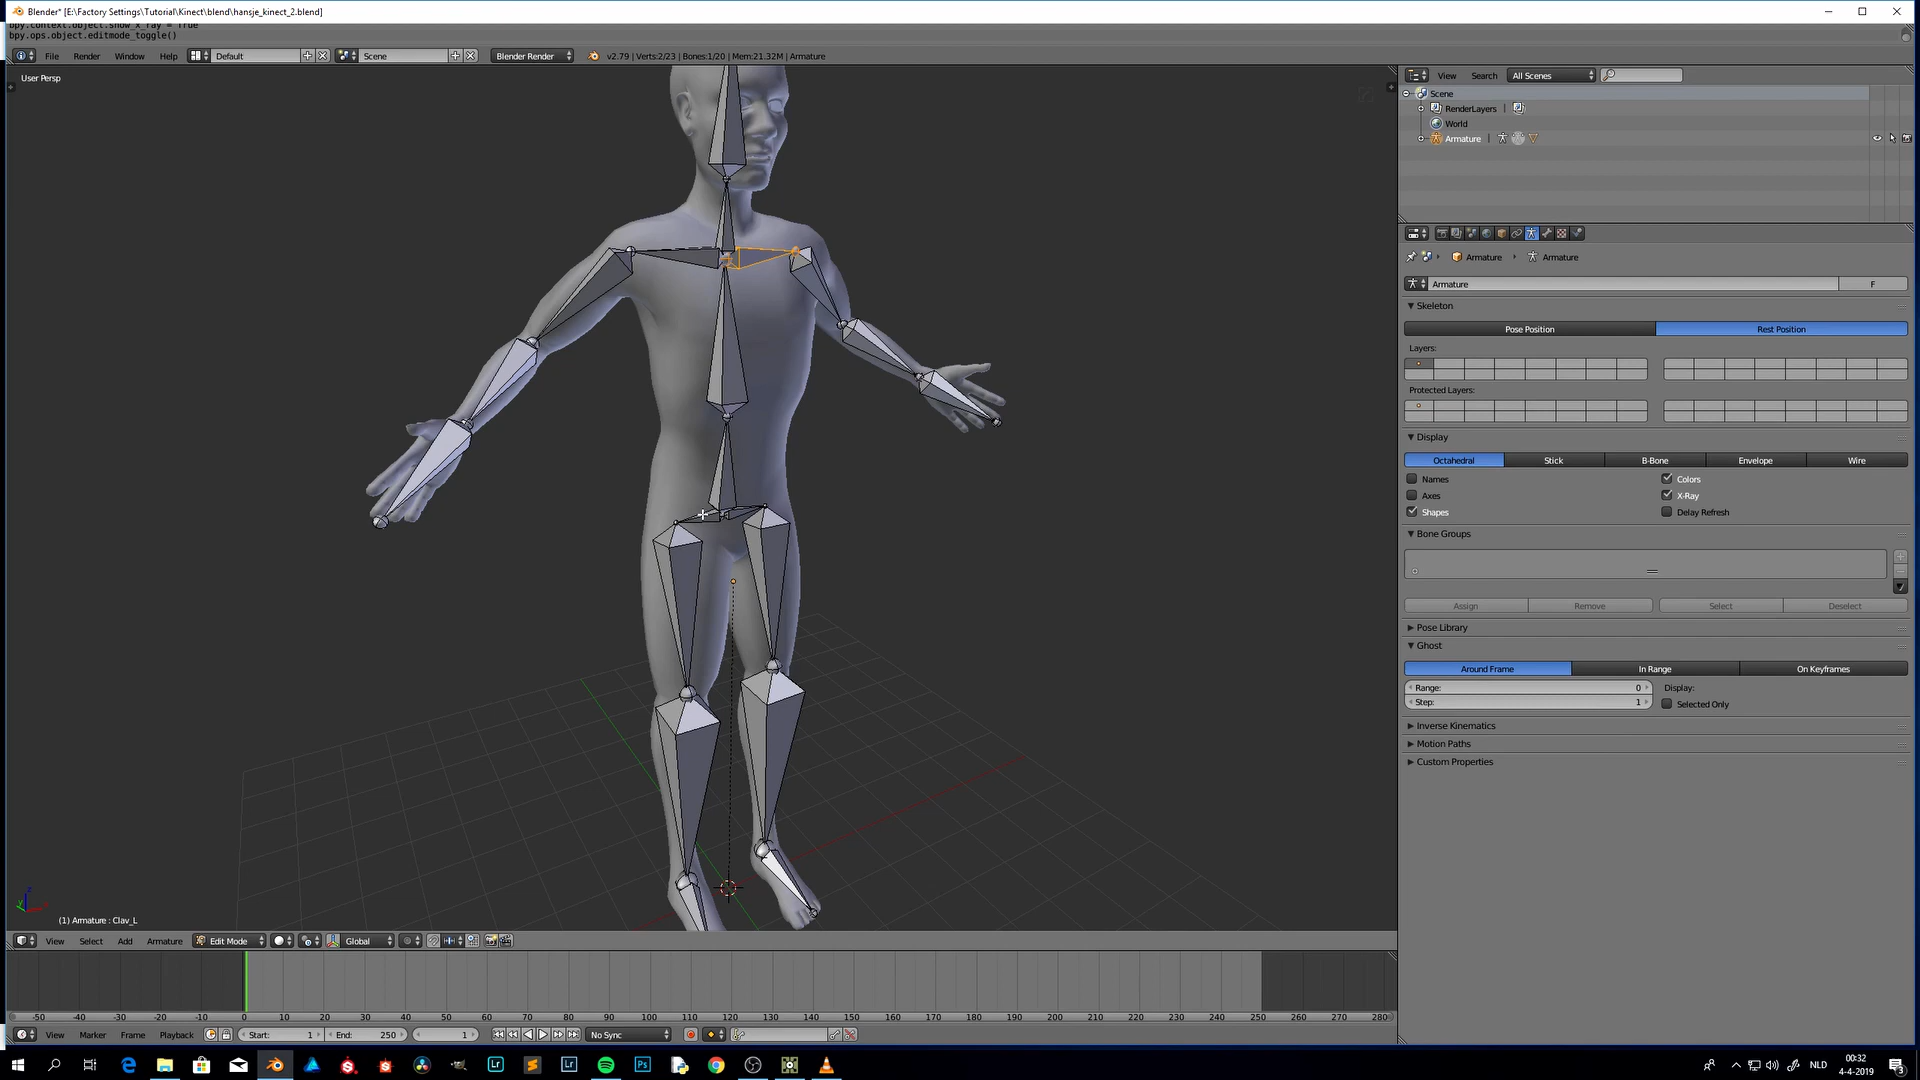 Blender* [E:\Factory Settings\Tutorial\Kinect\blend\hansje_kinect_2.blend]
bpy.context.object.show_x_ray = True
bpy.ops.object.editmode_toggle()
File Render Window Help Default Scene Blender Render v2.79 | Verts:2/23 | Bones:1/20 | Mem:21.32M | Armature
User Persp
View Search All Scenes
Scene
RenderLayers |
World
Armature |
Armature Armature
Armature F
Skeleton
Pose Position Rest Position
Layers:
Protected Layers:
Display
Octahedral Stick B-Bone Envelope Wire
Names Colors
Axes X-Ray
Shapes Delay Refresh
Bone Groups
Assign Remove Select Deselect
Pose Library
Ghost
Around Frame In Range On Keyframes
Range: 0 Display:
Step: 1 Selected Only
Inverse Kinematics
Motion Paths
Custom Properties
z
y
(1) Armature : Clav_L
View Select Add Armature Edit Mode Global
-50 -40 -30 -20 -10 0 10 20 30 40 50 60 70 80 90 100 110 120 130 140 150 160 170 180 190 200 210 220 230 240 250 260 270 280
View Marker Frame Playback Start: 1 End: 250 1 No Sync
NLD
00:32
4-4-2019